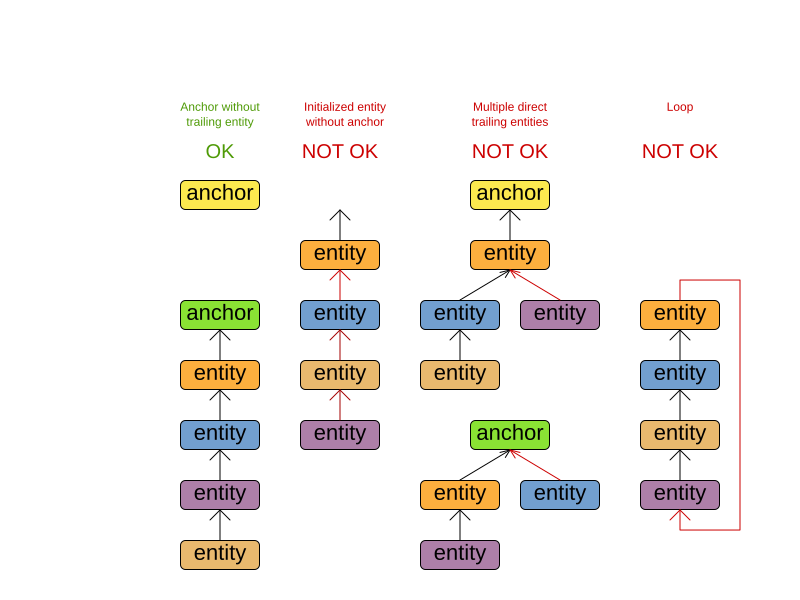 Anchor without
trailing entity
OK
anchor
anchor
entity
entity
entity
entity
Initialized entity
without anchor
NOT OK
entity
entity
entity
entity
Multiple direct
trailing entities
NOT OK
anchor
entity
entity entity
entity
anchor
entity entity
entity
Loop
NOT OK
entity
entity
entity
entity